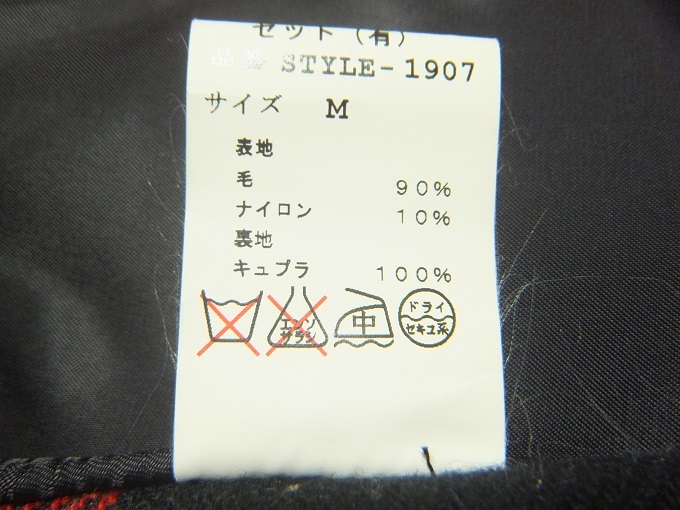 セット(有)
STYLE-1907
サイズ M
表地
毛 90%
ナイロン 10%
裏地
キュプラ 100%
エンソ
サラシ
中
ドライ
セキユ系